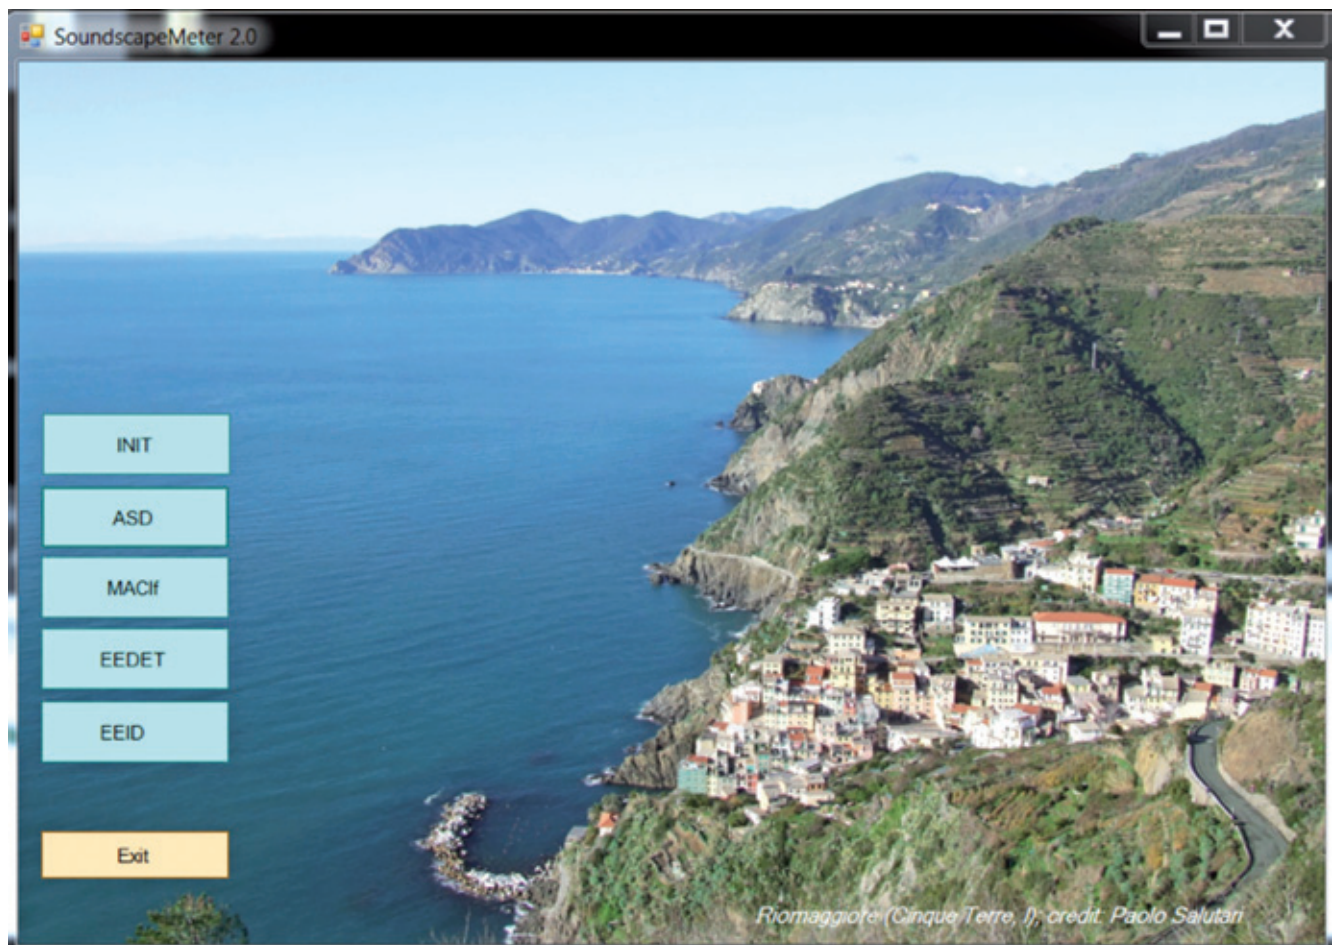 SoundscapeMeter 2.0
INIT
ASD
MACIf
EEDET
EEID
Exit
Riomaggiore (Cinque Terre, I), credit: Paolo Salutari